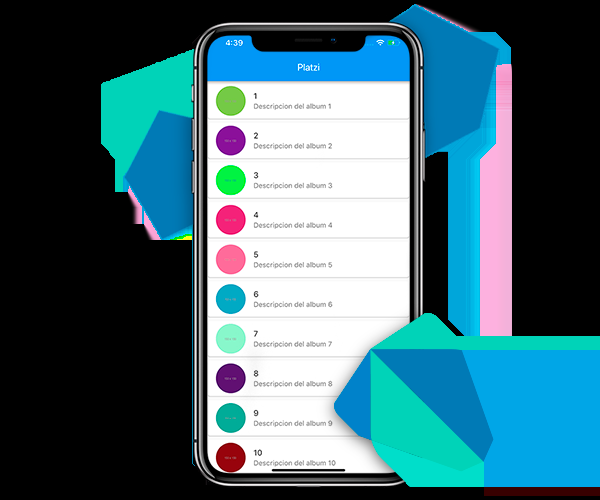 4:39
Platzi
1
Descripcion del album 1
2
Descripcion del album 2
3
Descripcion del album 3
4
Descripcion del album 4
5
Descripcion del album 5
6
Descripcion del album 6
7
Descripcion del album 7
8
Descripcion del album 8
9
Descripcion del album 9
10
Descripcion del album 10